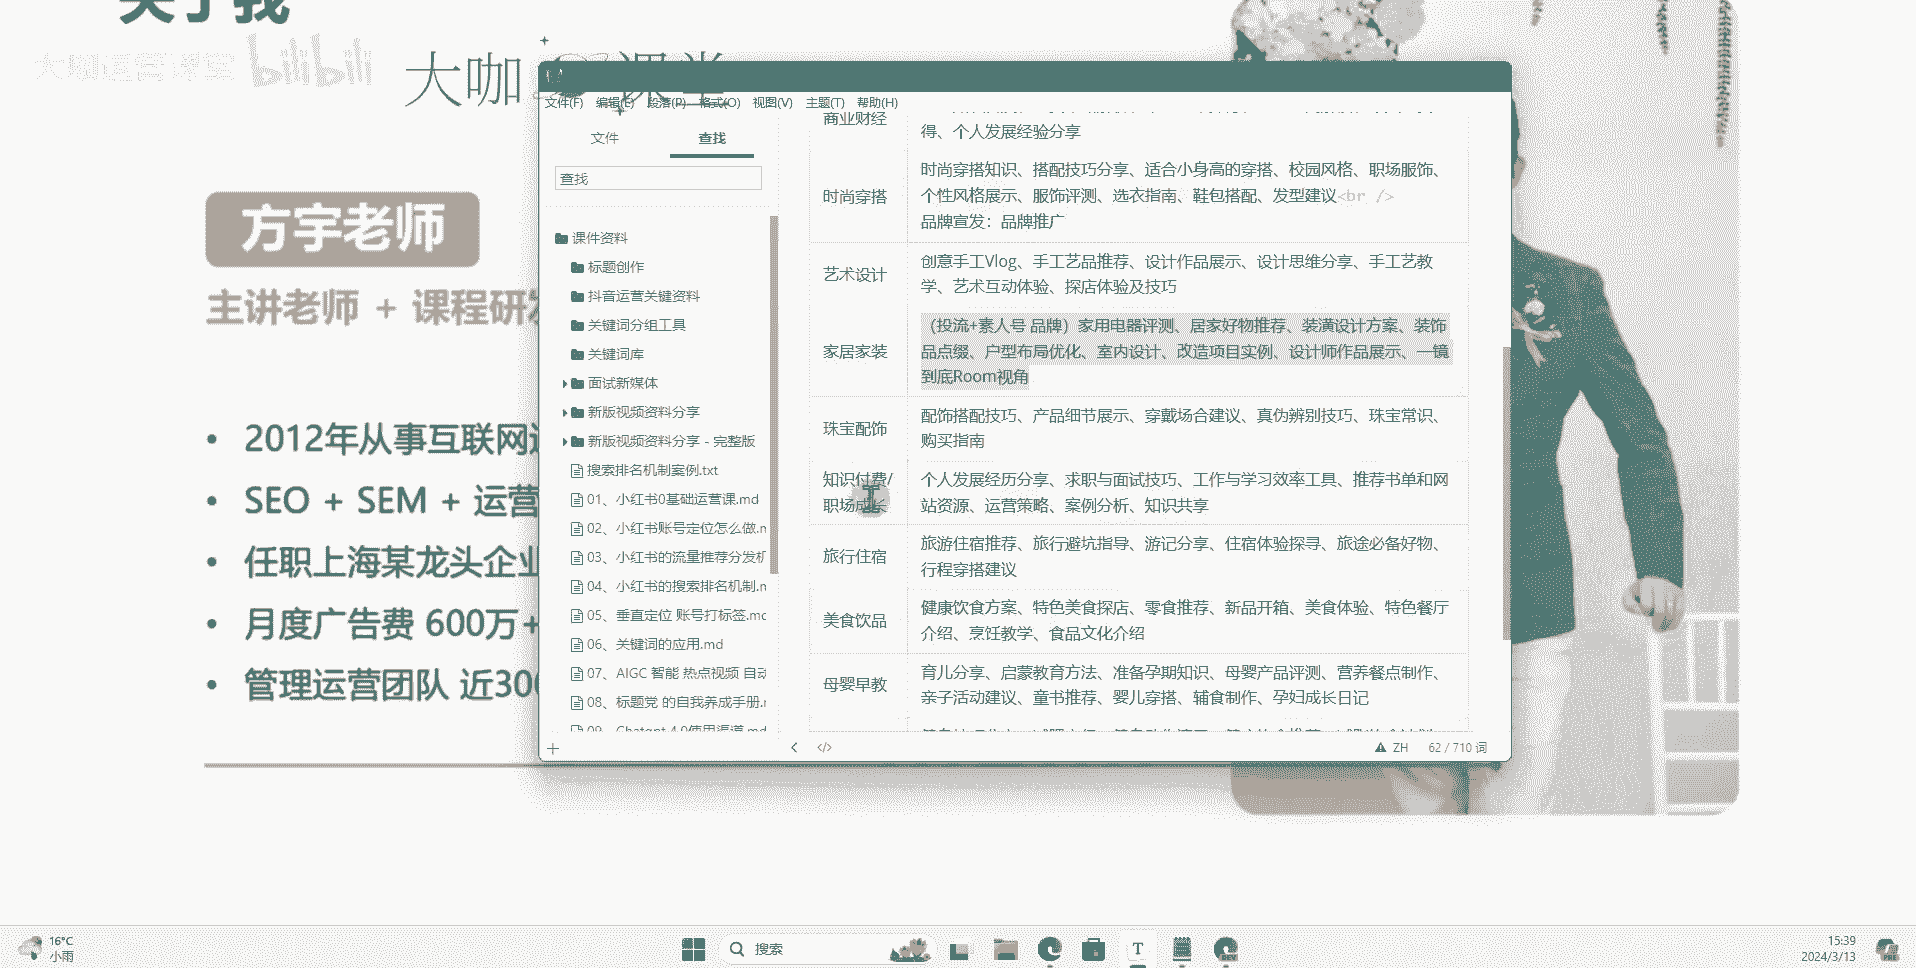 关于我
大咖运营课堂 bilibili
大咖 课堂
方宇老师
主讲老师 + 课程研发
2012年从事互联网运
SEO + SEM + 运营
任职上海某龙头企业
月度广告费 600万+
管理运营团队 近300
文件(F) 编辑(E) 段落(P) 格式(O) 视图(V) 主题(T) 帮助(H)
文件 查找
查找
课件资料
标题创作
抖音运营关键资料
关键词分组工具
关键词库
面试新媒体
新版视频资料分享
新版视频资料分享 - 完整版
搜索排名机制案例.txt
01、小红书0基础运营课.md
02、小红书账号定位怎么做.m
03、小红书的流量推荐分发机
04、小红书的搜索排名机制.m
05、垂直定位 账号打标签.mc
06、关键词的应用.md
07、AIGC 智能 热点视频 自动
08、标题党 的自我养成手册.r
09、Chatgpt 4.0使用渠道.md
商业财经
得、个人发展经验分享
时尚穿搭
时尚穿搭知识、搭配技巧分享、适合小身高的穿搭、校园风格、职场服饰、
个性风格展示、服饰评测、选衣指南、鞋包搭配、发型建议<br />
品牌宣发：品牌推广
艺术设计
创意手工Vlog、手工艺品推荐、设计作品展示、设计思维分享、手工艺教
学、艺术互动体验、探店体验及技巧
家居家装
（投流+素人号 品牌）家用电器评测、居家好物推荐、装潢设计方案、装饰
品点缀、户型布局优化、室内设计、改造项目实例、设计师作品展示、一镜
到底Room视角
珠宝配饰
配饰搭配技巧、产品细节展示、穿戴场合建议、真伪辨别技巧、珠宝常识、
购买指南
知识付费/
职场成长
个人发展经历分享、求职与面试技巧、工作与学习效率工具、推荐书单和网
站资源、运营策略、案例分析、知识共享
旅行住宿
旅游住宿推荐、旅行避坑指导、游记分享、住宿体验探寻、旅途必备好物、
行程穿搭建议
美食饮品
健康饮食方案、特色美食探店、零食推荐、新品开箱、美食体验、特色餐厅
介绍、烹饪教学、食品文化介绍
母婴早教
育儿分享、启蒙教育方法、准备孕期知识、母婴产品评测、营养餐点制作、
亲子活动建议、童书推荐、婴儿穿搭、辅食制作、孕妇成长日记
</> ZH 62 / 710 词
16°C
小雨
搜索
T
DEV
15:39
2024/3/13
PRE